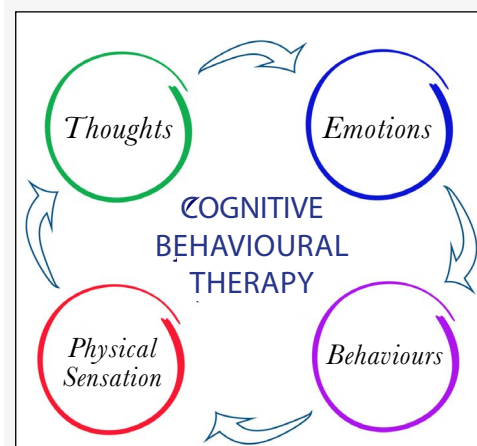 Thoughts
Emotions
COGNITIVE
BEHAVIOURAL
THERAPY
Physical
Sensation
Behaviours